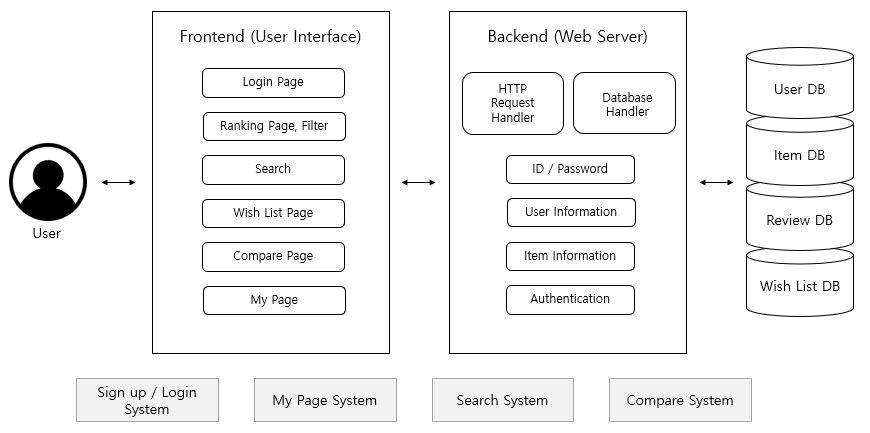 User
Frontend (User Interface)
Login Page
Ranking Page, Filter
Search
Wish List Page
Compare Page
My Page
Backend (Web Server)
HTTP
Request
Handler
Database
Handler
ID / Password
User Information
Item Information
Authentication
User DB
Item DB
Review DB
Wish List DB
Sign up / Login
System
My Page System
Search System
Compare System